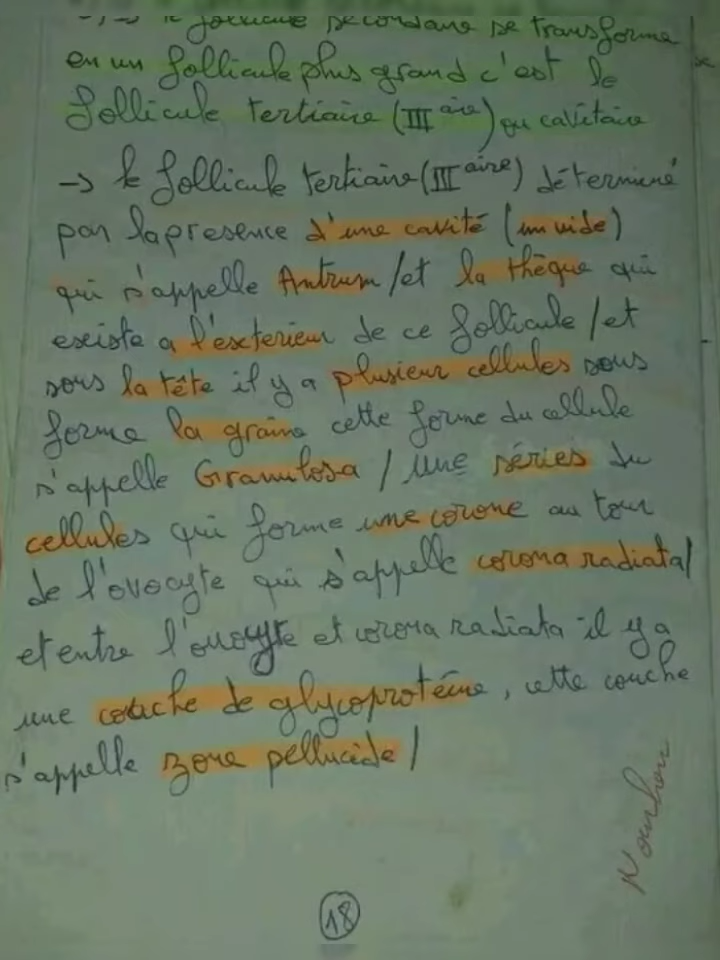 le follicule secondaire se transforme
en un follicule plus grand c'est le
follicule tertiaire (III aire) ou cavitaire
-> le follicule tertiaire (III aire) déterminé
par la presence d'une cavité (un vide)
qui s'appelle Antrum / et la thèque qui
existe a l'exterieur de ce follicule / et
sous la tête il y a plusieur cellules sous
forme la graine cette forme du cellule
s'appelle Granulosa / une séries du
cellules qui forme une corone au tour
de l'ovocyte qui s'appelle corona radiata /
et entre l'ovocyte et corona radiata il y a
une couche de glycoprotéine, cette couche
s'appelle zone pellucide /
18